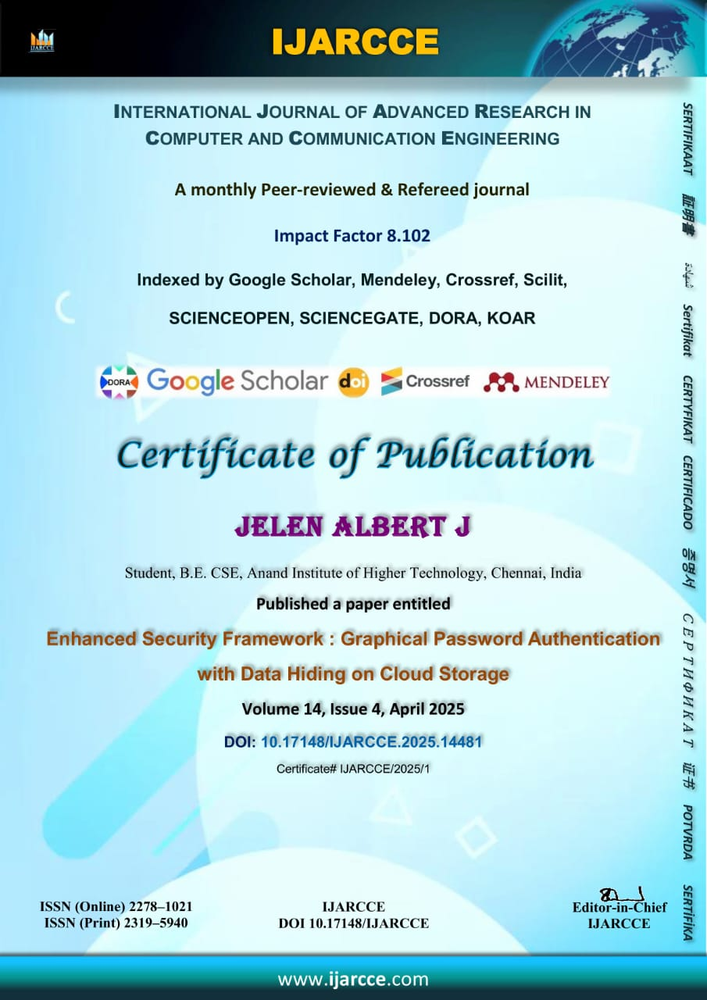 IJARCCE
IJARCCE
INTERNATIONAL JOURNAL OF ADVANCED RESEARCH IN
COMPUTER AND COMMUNICATION ENGINEERING
A monthly Peer-reviewed & Refereed journal
Impact Factor 8.102
Indexed by Google Scholar, Mendeley, Crossref, Scilit,
SCIENCEOPEN, SCIENCEGATE, DORA, KOAR
DORA Google Scholar doi Crossref MENDELEY
Certificate of Publication
JELEN ALBERT J
Student, B.E. CSE, Anand Institute of Higher Technology, Chennai, India
Published a paper entitled
Enhanced Security Framework : Graphical Password Authentication
with Data Hiding on Cloud Storage
Volume 14, Issue 4, April 2025
DOI: 10.17148/IJARCCE.2025.14481
Certificate# IJARCCE/2025/1
ISSN (Online) 2278–1021
ISSN (Print) 2319–5940
IJARCCE
DOI 10.17148/IJARCCE
Editor-in-Chief
IJARCCE
www.ijarcce.com
SERTIFIKAAT 証明書 شهادة Sertifikat CERTYFIKAT CERTIFICADO 증명서 СЕРТИФИКАТ 证书 POTVRDA SERTİFİKA